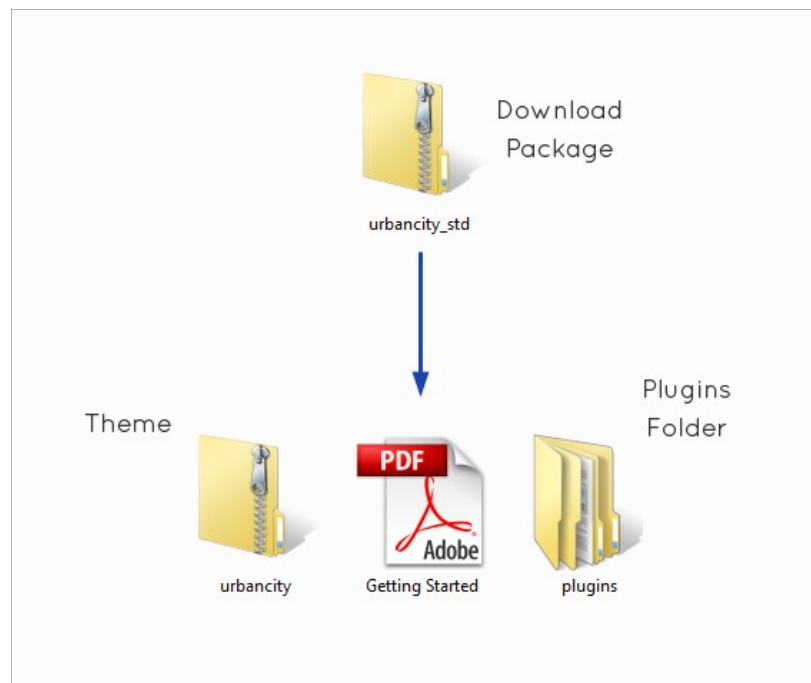 Download
Package
urbancity_std
Plugins
Folder
Theme
PDF
Adobe
urbancity
Getting Started
plugins